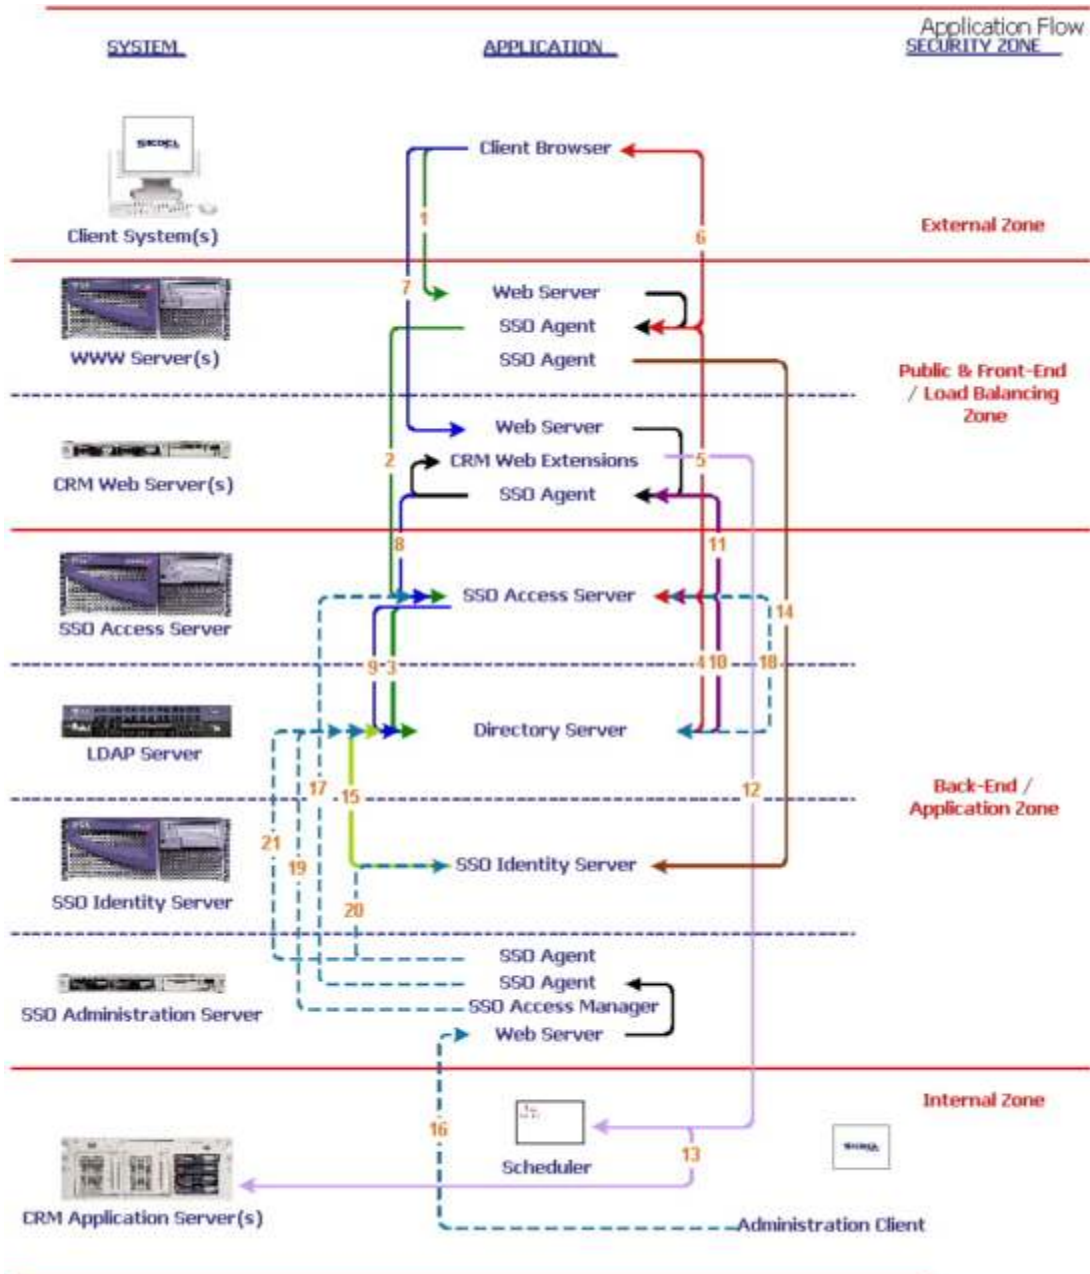 Application Flow
SYSTEM
APPLICATION
SECURITY ZONE
Client Browser
1
Client System(s)
6
External Zone
7
Web Server
SSO Agent
WWW Server(s)
SSO Agent
Public & Front-End
/ Load Balancing
Zone
Web Server
2
CRM Web Extensions
5
CRM Web Server(s)
SSO Agent
8
11
SSO Access Server
14
SSO Access Server
9
3
4
10
18
Directory Server
LDAP Server
17
15
12
Back-End /
Application Zone
21
19
SSO Identity Server
SSO Identity Server
20
SSO Agent
SSO Agent
SSO Access Manager
SSO Administration Server
Web Server
Internal Zone
16
13
Scheduler
CRM Application Server(s)
Administration Client